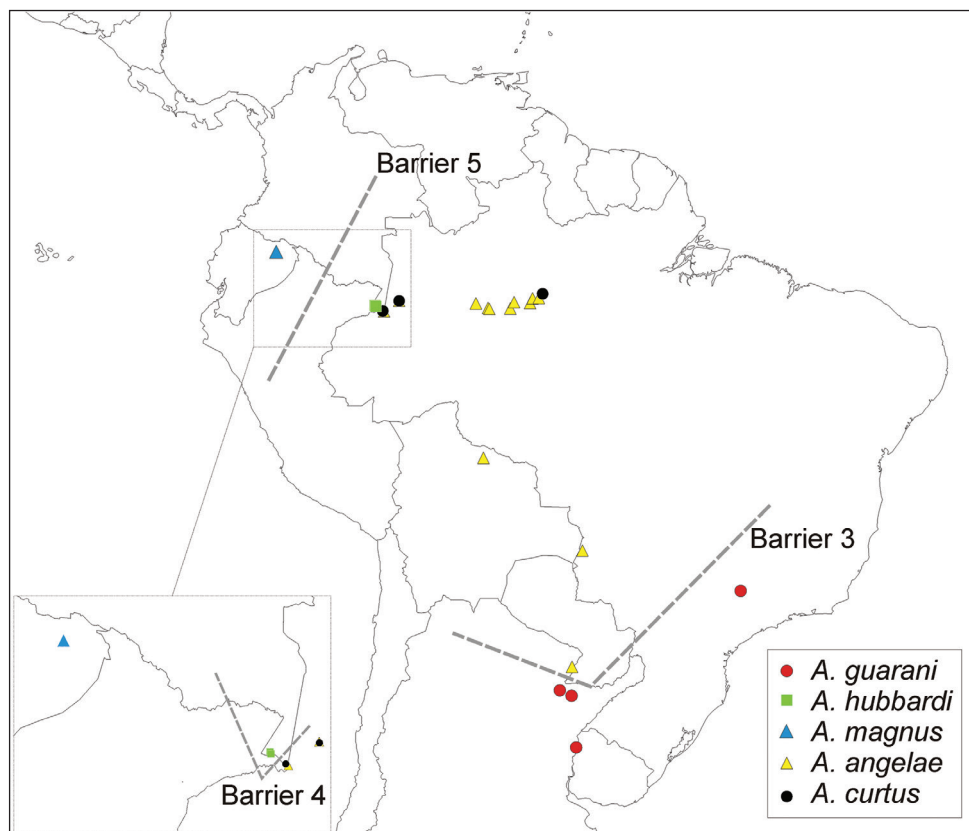 Barrier 5
Barrier 3
Barrier 4
A. guarani
A. hubbardi
A. magnus
A. angelae
A. curtus